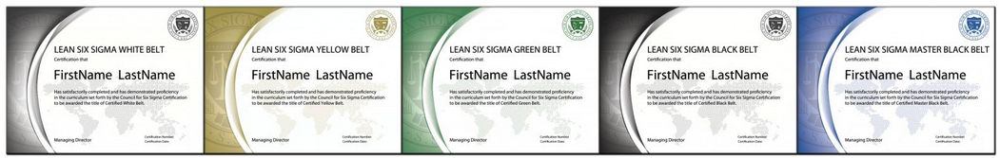 LEAN SIX SIGMA WHITE BELT
Certification that
FirstName LastName
Has satisfactorily completed and has demonstrated proficiency
in the curriculum set forth by the Council for Six Sigma Certification
to be awarded the title of Certified White Belt.
Managing Director
Certification Number:
Certification Date:
LEAN SIX SIGMA YELLOW BELT
Certification that
FirstName LastName
Has satisfactorily completed and has demonstrated proficiency
in the curriculum set forth by the Council for Six Sigma Certification
to be awarded the title of Certified Yellow Belt.
Managing Director
Certification Number:
Certification Date:
LEAN SIX SIGMA GREEN BELT
Certification that
FirstName LastName
Has satisfactorily completed and has demonstrated proficiency
in the curriculum set forth by the Council for Six Sigma Certification
to be awarded the title of Certified Green Belt.
Managing Director
Certification Number:
Certification Date:
LEAN SIX SIGMA BLACK BELT
Certification that
FirstName LastName
Has satisfactorily completed and has demonstrated proficiency
in the curriculum set forth by the Council for Six Sigma Certification
to be awarded the title of Certified Black Belt.
Managing Director
Certification Number:
Certification Date:
LEAN SIX SIGMA MASTER BLACK BELT
Certification that
FirstName LastName
Has satisfactorily completed and has demonstrated proficiency
in the curriculum set forth by the Council for Six Sigma Certification
to be awarded the title of Certified Master Black Belt.
Managing Director
Certification Number:
Certification Date: